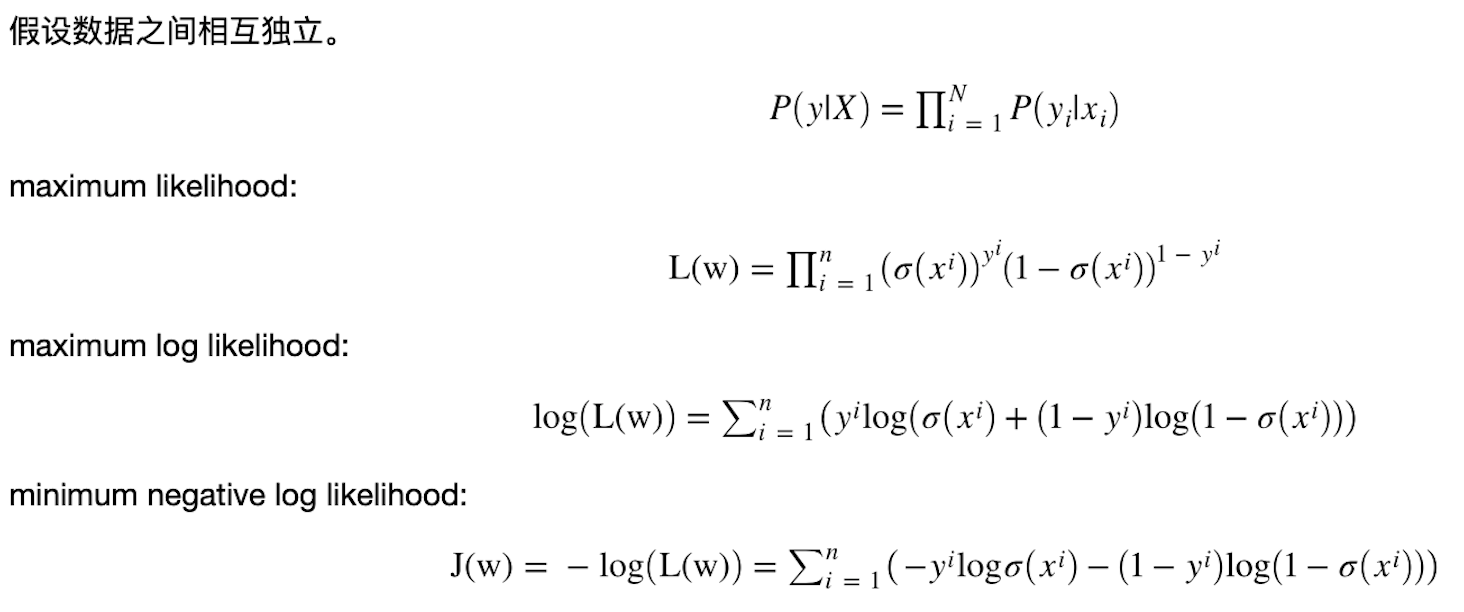 假设数据之间相互独立。
P(y|X) = ∏_{i = 1}^{N} P(y_i|x_i)
maximum likelihood:
L(w) = ∏_{i = 1}^{n} (σ(x^i))^{y^i} (1 − σ(x^i))^{1 − y^i}
maximum log likelihood:
log(L(w)) = ∑_{i = 1}^{n} (y^i log(σ(x^i) + (1 − y^i)log(1 − σ(x^i)))
minimum negative log likelihood:
J(w) = − log(L(w)) = ∑_{i = 1}^{n} (−y^i logσ(x^i) − (1 − y^i)log(1 − σ(x^i)))